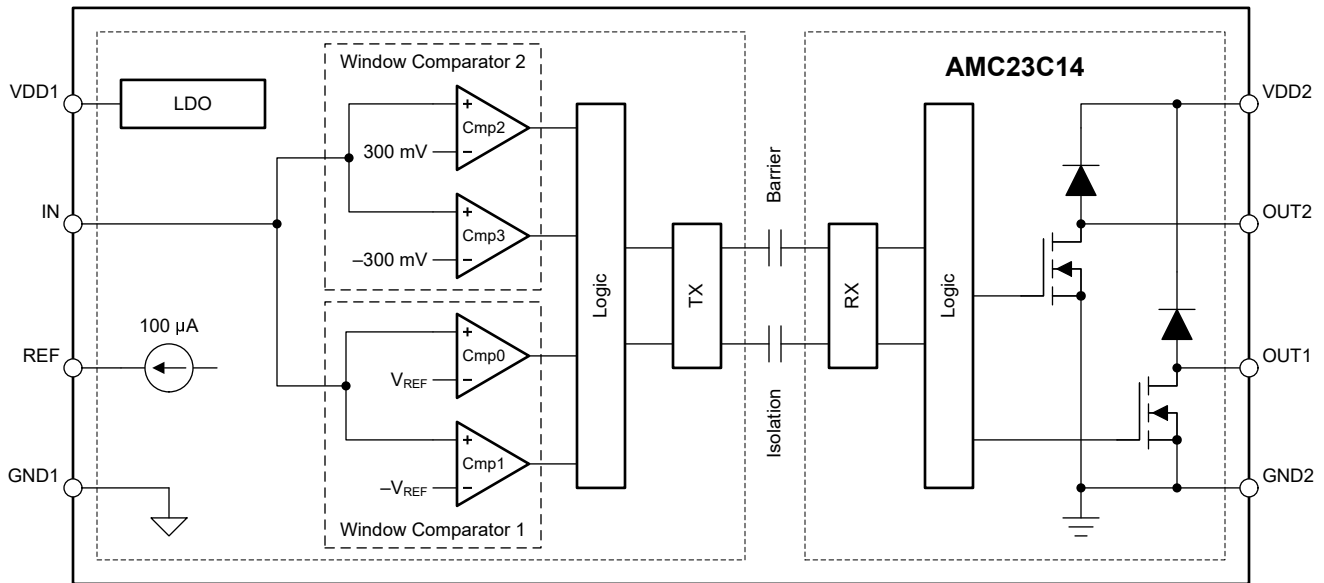 AMC23C14
VDD1
LDO
IN
REF
100 µA
GND1
Window Comparator 2
+
Cmp2
300 mV
–
+
Cmp3
–300 mV
–
+
Cmp0
VREF
–
+
Cmp1
–VREF
–
Window Comparator 1
Logic
TX
Barrier
Isolation
RX
Logic
VDD2
OUT2
OUT1
GND2